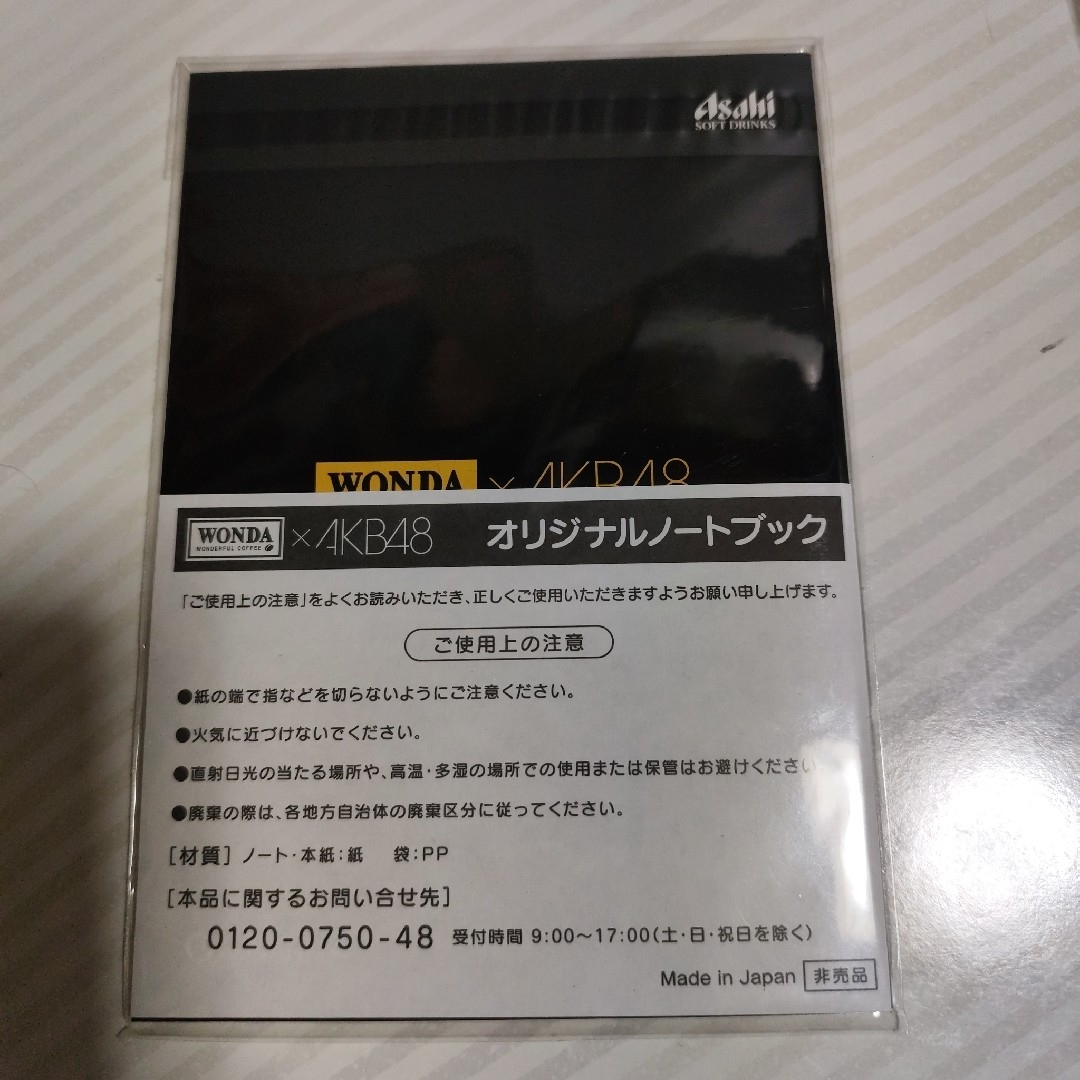 Asahi
SOFT DRINKS
WONDA × AKB48
WONDA
WONDERFUL COFFEE
× AKB48 オリジナルノートブック
「ご使用上の注意」をよくお読みいただき、正しくご使用いただきますようお願い申し上げます。
ご使用上の注意
●紙の端で指などを切らないようにご注意ください。
●火気に近づけないでください。
●直射日光の当たる場所や、高温・多湿の場所での使用または保管はお避けください
●廃棄の際は、各地方自治体の廃棄区分に従ってください。
[材質] ノート・本紙:紙 袋:PP
[本品に関するお問い合せ先]
0120-0750-48 受付時間 9:00～17:00(土・日・祝日を除く)
Made in Japan 非売品